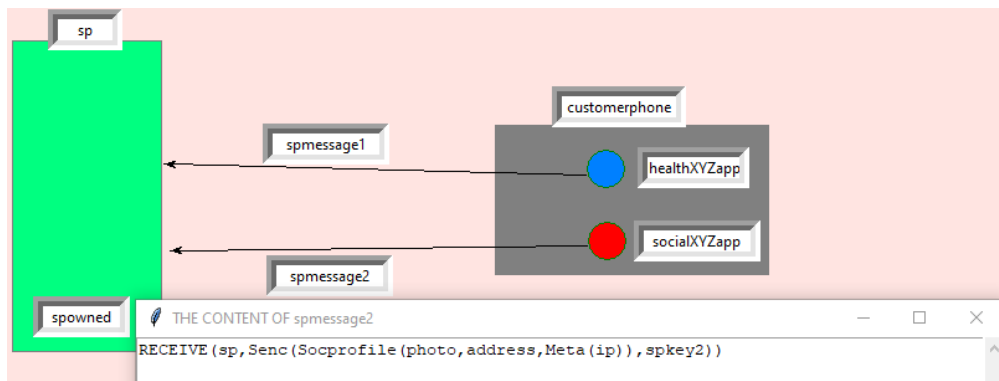 sp
customerphone
spmessage1
healthXYZapp
socialXYZapp
spmessage2
spowned
THE CONTENT OF spmessage2
RECEIVE(sp,Senc(Socprofile(photo,address,Meta(ip)),spkey2))